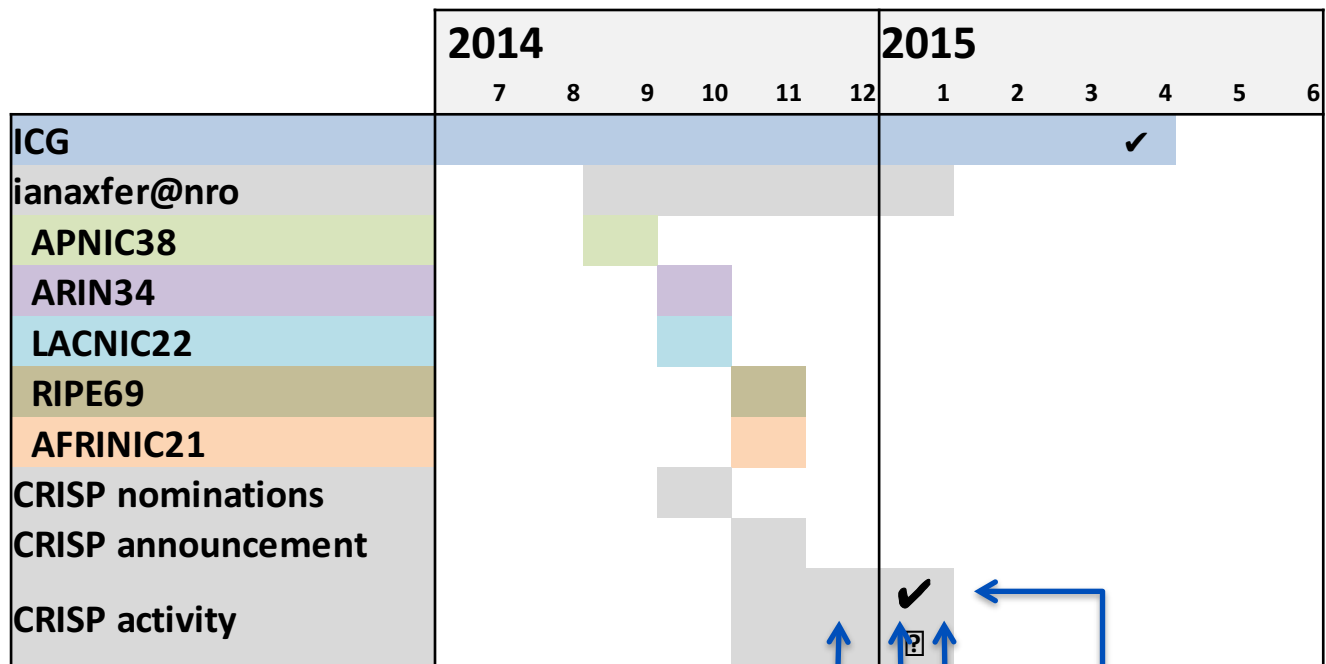 2014 2015
7 8 9 10 11 12 1 2 3 4 5 6
ICG ✔
ianaxfer@nro
APNIC38
ARIN34
LACNIC22
RIPE69
AFRINIC21
CRISP nominations
CRISP announcement
CRISP activity ✔